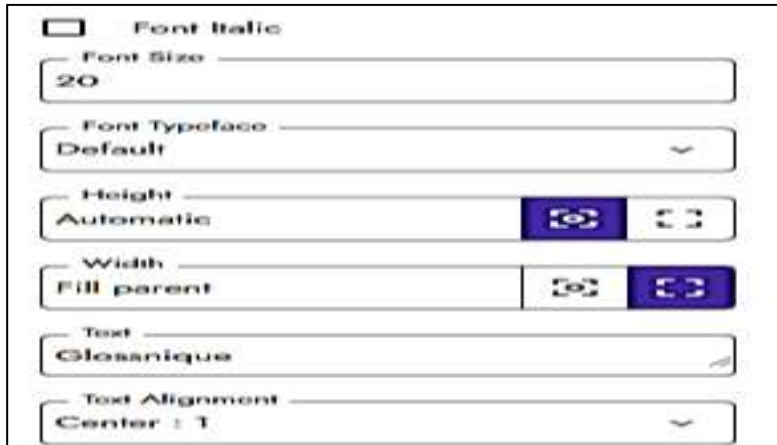 Font Italic
Font Size
20
Font Typeface
Default
Height
Automatic
Width
Fill parent
Text
Glossnique
Text Alignment
Center : 1